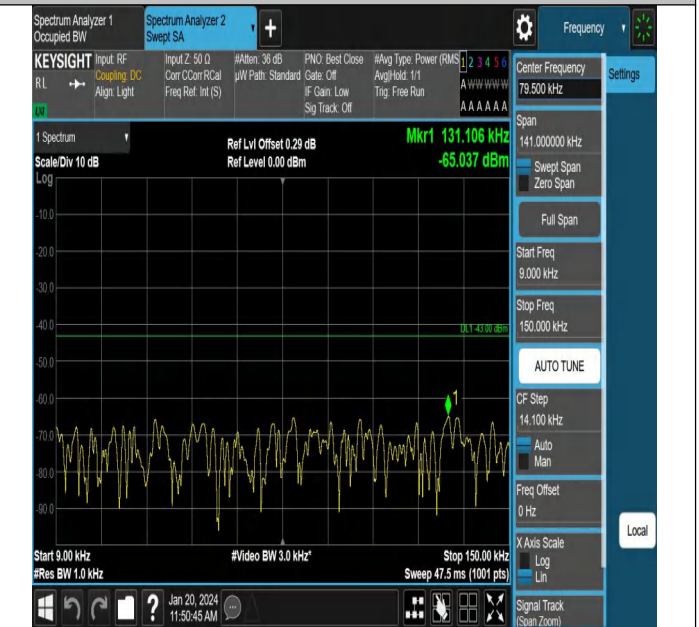 Spectrum Analyzer 1
Occupied BW
Spectrum Analyzer 2
Swept SA
Frequency
KEYSIGHT
RL
Input: RF
Coupling: DC
Align: Light
Input Z: 50 Ω
Corr CCorr RCal
Freq Ref: Int (S)
#Atten: 36 dB
µW Path: Standard
PNO: Best Close
Gate: Off
IF Gain: Low
Sig Track: Off
#Avg Type: Power (RMS
Avg|Hold: 1/1
Trig: Free Run
1 2 3 4 5 6
A W W W W W
A A A A A A
1 Spectrum
Scale/Div 10 dB
Log
Ref Lvl Offset 0.29 dB
Ref Level 0.00 dBm
Mkr1 131.106 kHz
-65.037 dBm
-10.0
-20.0
-30.0
-40.0
DL1 -43.00 dBm
-50.0
-60.0
1
-70.0
-80.0
-90.0
Start 9.00 kHz
#Res BW 1.0 kHz
#Video BW 3.0 kHz*
Stop 150.00 kHz
Sweep 47.5 ms (1001 pts)
?
Jan 20, 2024
11:50:45 AM
Center Frequency
79.500 kHz
Settings
Span
141.000000 kHz
Swept Span
Zero Span
Full Span
Start Freq
9.000 kHz
Stop Freq
150.000 kHz
AUTO TUNE
CF Step
14.100 kHz
Auto
Man
Freq Offset
0 Hz
X Axis Scale
Log
Lin
Local
Signal Track
(Span Zoom)